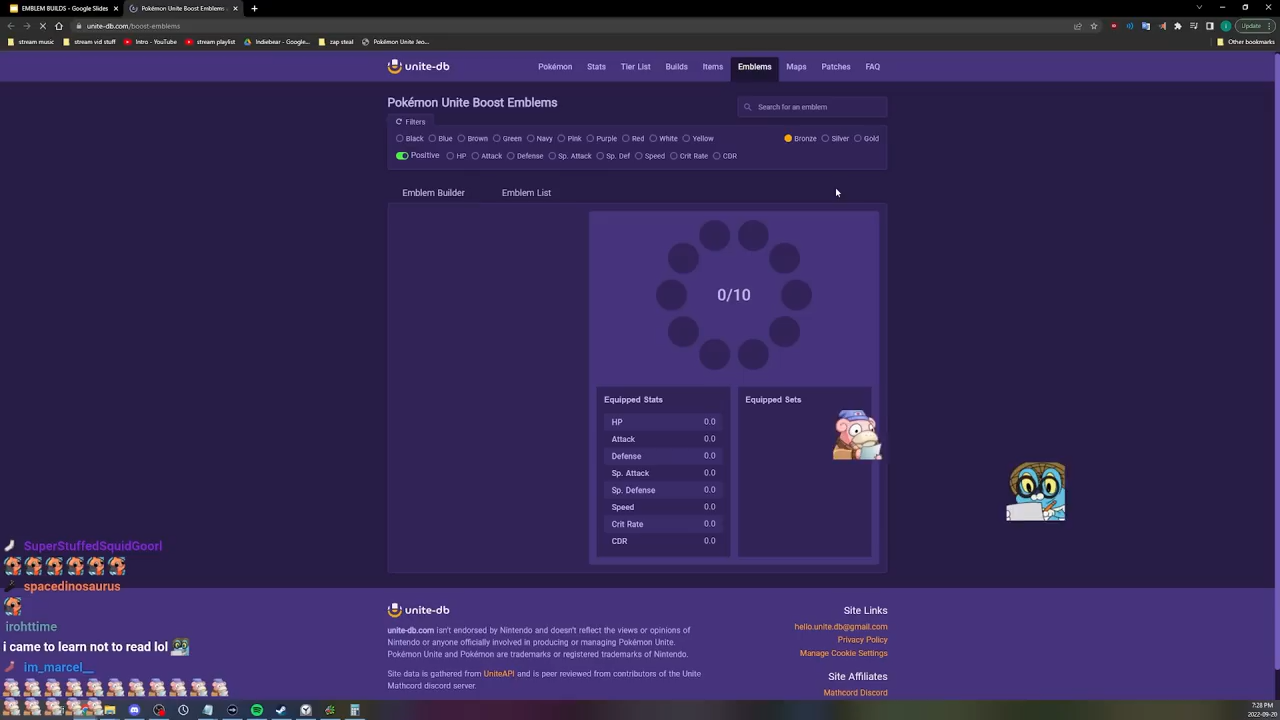 EMBLEM BUILDS - Google Slides
Pokémon Unite Boost Emblems
unite-db.com/boost-emblems
Update
stream music
stream vid stuff
Intro - YouTube
stream playlist
Indiebear - Google...
zap steal
Pokémon Unite Jeo...
Other bookmarks
unite-db
Pokémon
Stats
Tier List
Builds
Items
Emblems
Maps
Patches
FAQ
Pokémon Unite Boost Emblems
Search for an emblem
Filters
Black Blue Brown Green Navy Pink Purple Red White Yellow
Bronze Silver Gold
Positive HP Attack Defense Sp. Attack Sp. Def Speed Crit Rate CDR
Emblem Builder
Emblem List
0/10
Equipped Stats
HP 0.0
Attack 0.0
Defense 0.0
Sp. Attack 0.0
Sp. Defense 0.0
Speed 0.0
Crit Rate 0.0
CDR 0.0
Equipped Sets
SuperStuffedSquidGoorl
spacedinosaurus
irohttime
i came to learn not to read lol
im_marcel__
unite-db
unite-db.com isn't endorsed by Nintendo and doesn't reflect the views or opinions of
Nintendo or anyone officially involved in producing or managing Pokémon Unite.
Pokémon Unite and Pokémon are trademarks or registered trademarks of Nintendo.
Site data is gathered from UniteAPI and is peer reviewed from contributors of the Unite
Mathcord discord server.
Site Links
hello.unite.db@gmail.com
Privacy Policy
Manage Cookie Settings
Site Affiliates
Mathcord Discord
7:28 PM
2022-09-20